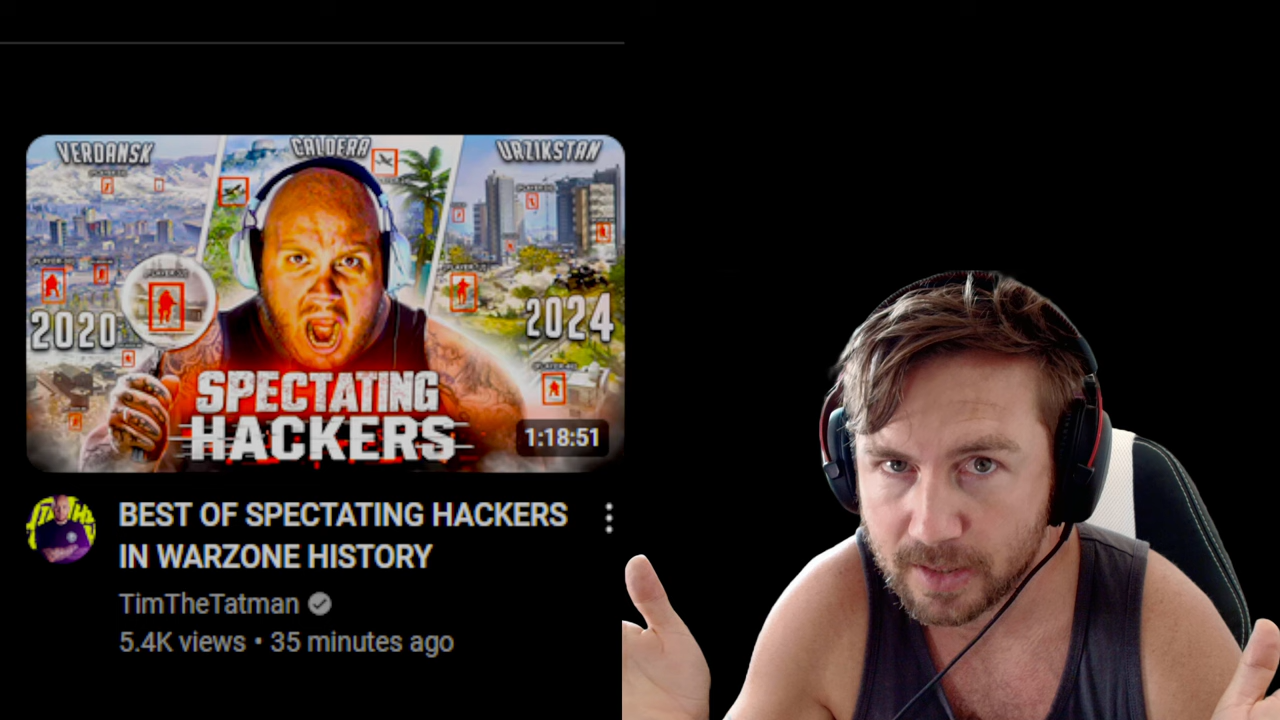 VERDANSK
CALDERA
URZIKSTAN
2020
2024
SPECTATING
HACKERS
1:18:51
BEST OF SPECTATING HACKERS
IN WARZONE HISTORY
TimTheTatman
5.4K views • 35 minutes ago